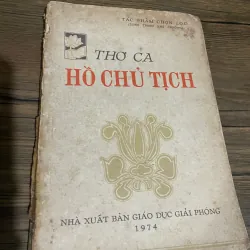 TÁC PHẨM CHỌN LỌC
THƠ CA
HỒ CHỦ TỊCH
NHÀ XUẤT BẢN GIÁO DỤC GIẢI PHÓNG
1974